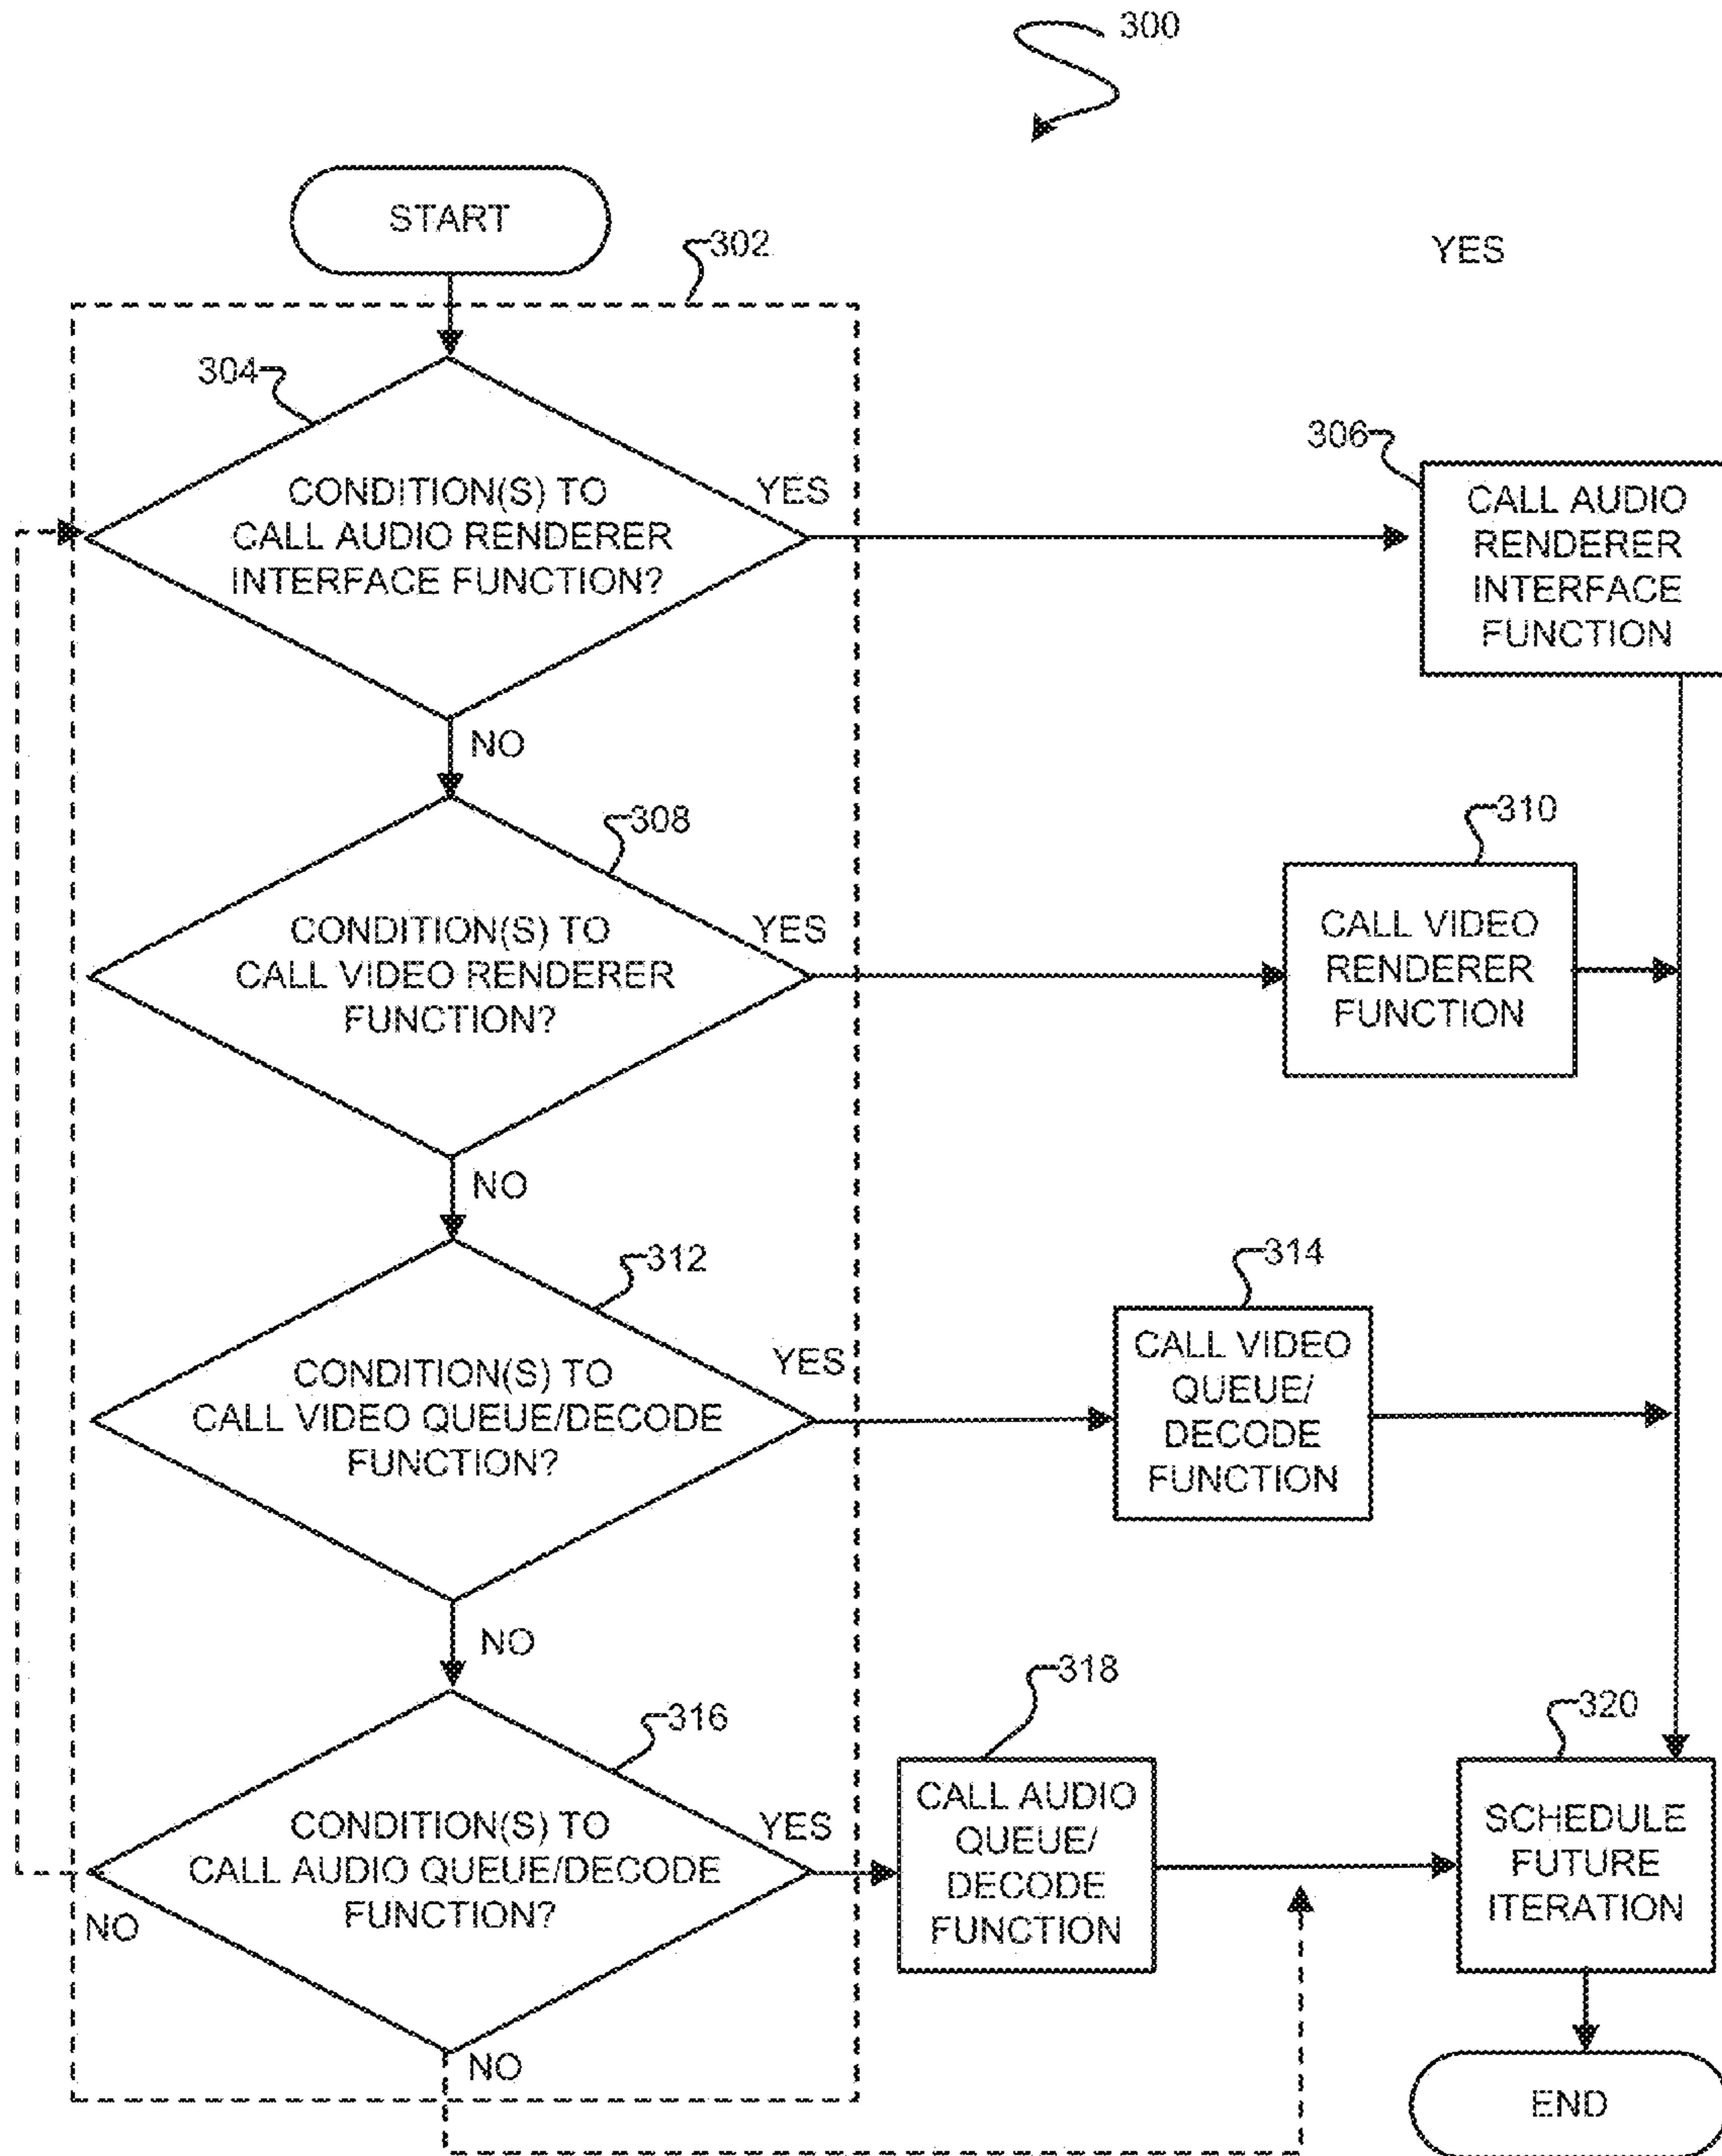 300
START
302
YES
304
CONDITION(S) TO
CALL AUDIO RENDERER
INTERFACE FUNCTION?
YES
306
CALL AUDIO
RENDERER
INTERFACE
FUNCTION
NO
308
CONDITION(S) TO
CALL VIDEO RENDERER
FUNCTION?
YES
310
CALL VIDEO
RENDERER
FUNCTION
NO
312
CONDITION(S) TO
CALL VIDEO QUEUE/DECODE
FUNCTION?
YES
314
CALL VIDEO
QUEUE/
DECODE
FUNCTION
NO
316
CONDITION(S) TO
CALL AUDIO QUEUE/DECODE
FUNCTION?
YES
NO
NO
318
CALL AUDIO
QUEUE/
DECODE
FUNCTION
320
SCHEDULE
FUTURE
ITERATION
END